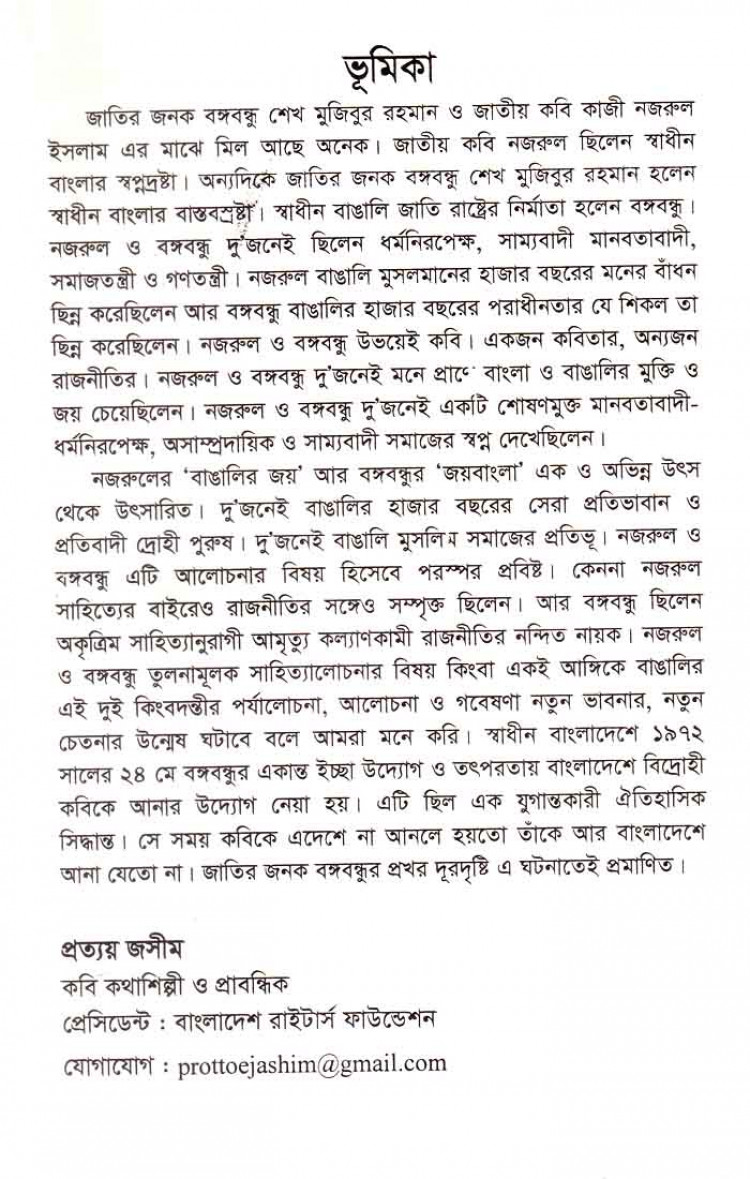 ভূমিকা
জাতির জনক বঙ্গবন্ধু শেখ মুজিবুর রহমান ও জাতীয় কবি কাজী নজরুল
ইসলাম এর মাঝে মিল আছে অনেক। জাতীয় কবি নজরুল ছিলেন স্বাধীন
বাংলার স্বপ্নদ্রষ্টা। অন্যদিকে জাতির জনক বঙ্গবন্ধু শেখ মুজিবুর রহমান হলেন
স্বাধীন বাংলার বাস্তবস্রষ্টা। স্বাধীন বাঙালি জাতি রাষ্ট্রের নির্মাতা হলেন বঙ্গবন্ধু।
নজরুল ও বঙ্গবন্ধু দু'জনেই ছিলেন ধর্মনিরপেক্ষ, সাম্যবাদী মানবতাবাদী,
সমাজতন্ত্রী ও গণতন্ত্রী। নজরুল বাঙালি মুসলমানের হাজার বছরের মনের বাঁধন
ছিন্ন করেছিলেন আর বঙ্গবন্ধু বাঙালির হাজার বছরের পরাধীনতার যে শিকল তা
ছিন্ন করেছিলেন। নজরুল ও বঙ্গবন্ধু উভয়েই কবি। একজন কবিতার, অন্যজন
রাজনীতির। নজরুল ও বঙ্গবন্ধু দু'জনেই মনে প্রাণে বাংলা ও বাঙালির মুক্তি ও
জয় চেয়েছিলেন। নজরুল ও বঙ্গবন্ধু দু'জনেই একটি শোষণমুক্ত মানবতাবাদী-
ধর্মনিরপেক্ষ, অসাম্প্রদায়িক ও সাম্যবাদী সমাজের স্বপ্ন দেখেছিলেন।
নজরুলের 'বাঙালির জয়' আর বঙ্গবন্ধুর 'জয়বাংলা' এক ও অভিন্ন উৎস
থেকে উৎসারিত। দু'জনেই বাঙালির হাজার বছরের সেরা প্রতিভাবান ও
প্রতিবাদী দ্রোহী পুরুষ। দু'জনেই বাঙালি মুসলিম সমাজের প্রতিভূ। নজরুল ও
বঙ্গবন্ধু এটি আলোচনার বিষয় হিসেবে পরস্পর প্রবিষ্ট। কেননা নজরুল
সাহিত্যের বাইরেও রাজনীতির সঙ্গেও সম্পৃক্ত ছিলেন। আর বঙ্গবন্ধু ছিলেন
অকৃত্রিম সাহিত্যানুরাগী আমৃত্যু কল্যাণকামী রাজনীতির নন্দিত নায়ক। নজরুল
ও বঙ্গবন্ধু তুলনামূলক সাহিত্যালোচনার বিষয় কিংবা একই আঙ্গিকে বাঙালির
এই দুই কিংবদন্তীর পর্যালোচনা, আলোচনা ও গবেষণা নতুন ভাবনার, নতুন
চেতনার উন্মেষ ঘটাবে বলে আমরা মনে করি। স্বাধীন বাংলাদেশে ১৯৭২
সালের ২৪ মে বঙ্গবন্ধুর একান্ত ইচ্ছা উদ্যোগ ও তৎপরতায় বাংলাদেশে বিদ্রোহী
কবিকে আনার উদ্যোগ নেয়া হয়। এটি ছিল এক যুগান্তকারী ঐতিহাসিক
সিদ্ধান্ত। সে সময় কবিকে এদেশে না আনলে হয়তো তাঁকে আর বাংলাদেশে
আনা যেতো না। জাতির জনক বঙ্গবন্ধুর প্রখর দূরদৃষ্টি এ ঘটনাতেই প্রমাণিত।
প্রত্যয় জসীম
কবি কথাশিল্পী ও প্রাবন্ধিক
প্রেসিডেন্ট : বাংলাদেশ রাইটার্স ফাউন্ডেশন
যোগাযোগ : prottoejashim@gmail.com